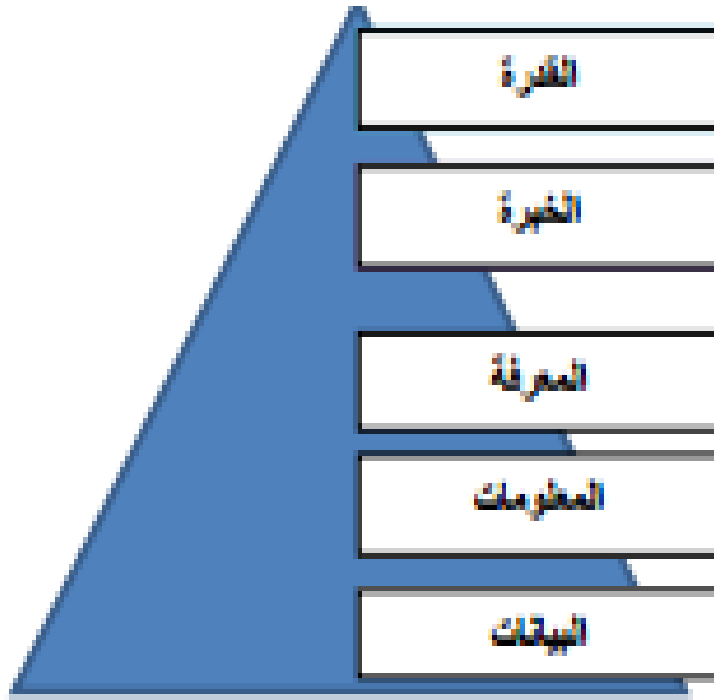 القدرة
الخبرة
المعرفة
المعلومات
البيانات